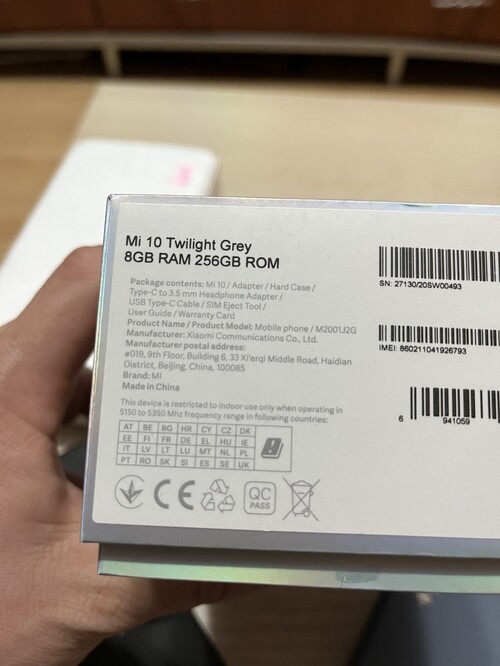 Mi 10 Twilight Grey
8GB RAM 256GB ROM
Package contents: Mi 10 / Adapter / Hard Case /
Type-C to 3.5 mm Headphone Adapter /
USB Type-C Cable / SIM Eject Tool /
User Guide / Warranty Card
Product Name / Product Model: Mobile phone / M2001J2G
Manufacturer: Xiaomi Communications Co., Ltd.
Manufacturer postal address:
#019, 9th Floor, Building 6, 33 Xi'erqi Middle Road, Haidian
District, Beijing, China, 100085
Brand: MI
Made in China
This device is restricted to indoor use only when operating in
5150 to 5350 Mhz frequency range in following countries:
AT BE BG HR CY CZ DK
EE FI FR DE EL HU IE
IT LV LT LU MT NL PL
PT RO SK SI ES SE UK
CE
QC
PASS
SN: 27130/20SW00493
IMEI: 860211041926793
6 941059